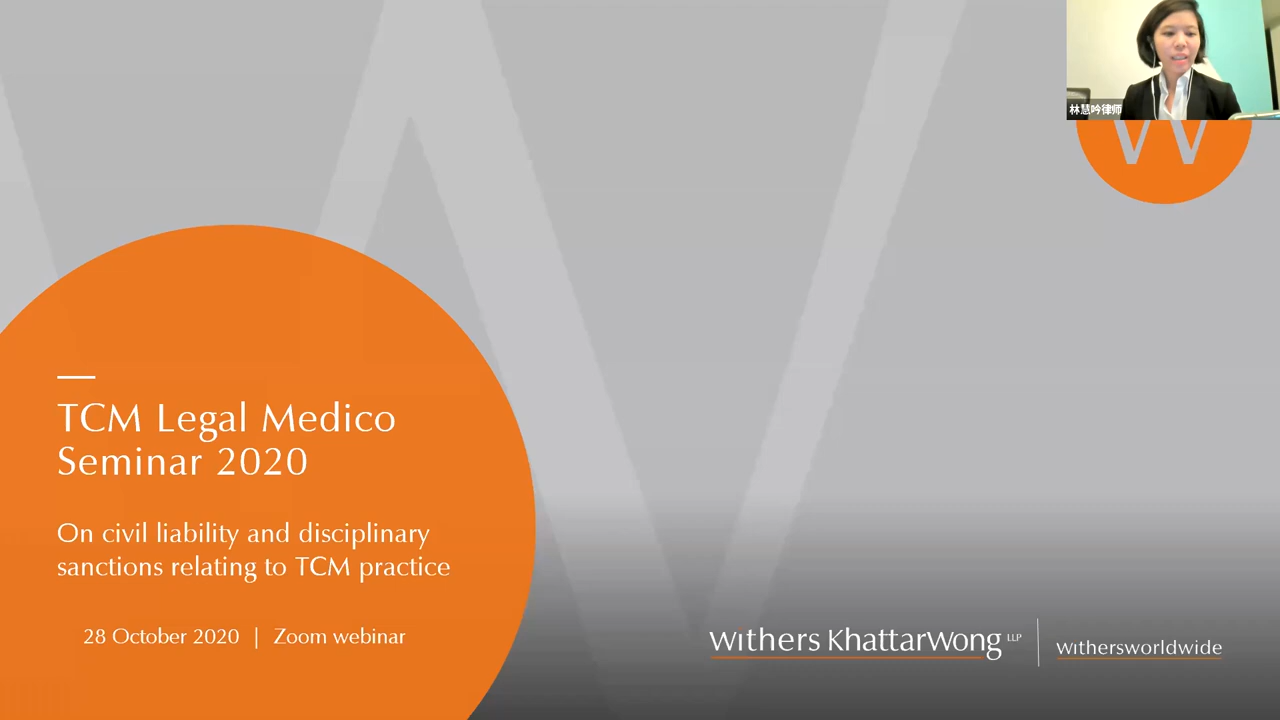 林慧吟律师
W
TCM Legal Medico
Seminar 2020
On civil liability and disciplinary
sanctions relating to TCM practice
28 October 2020 | Zoom webinar
withers KhattarWong LLP
withersworldwide